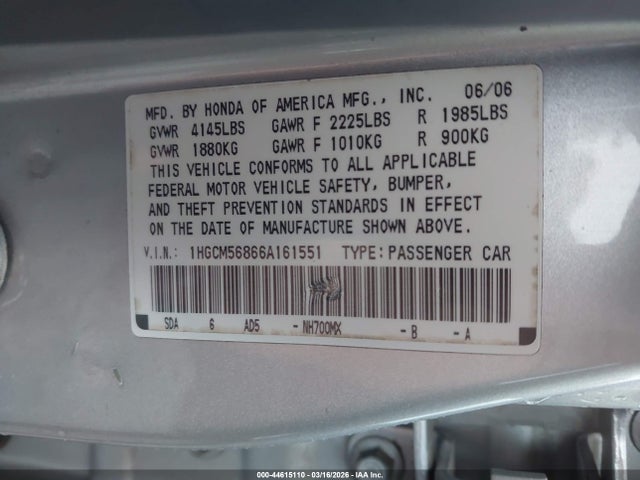 MFD. BY HONDA OF AMERICA MFG., INC. 06/06
GVWR 4145LBS GAWR F 2225LBS R 1985LBS
GVWR 1880KG GAWR F 1010KG R 900KG
THIS VEHICLE CONFORMS TO ALL APPLICABLE
FEDERAL MOTOR VEHICLE SAFETY, BUMPER,
AND THEFT PREVENTION STANDARDS IN EFFECT
ON THE DATE OF MANUFACTURE SHOWN ABOVE.
V.I.N.: 1HGCM56866A161551 TYPE: PASSENGER CAR
SDA 6 AD5 - NH700MX - B - A
000-44615110 - 03/16/2026 - IAA Inc.